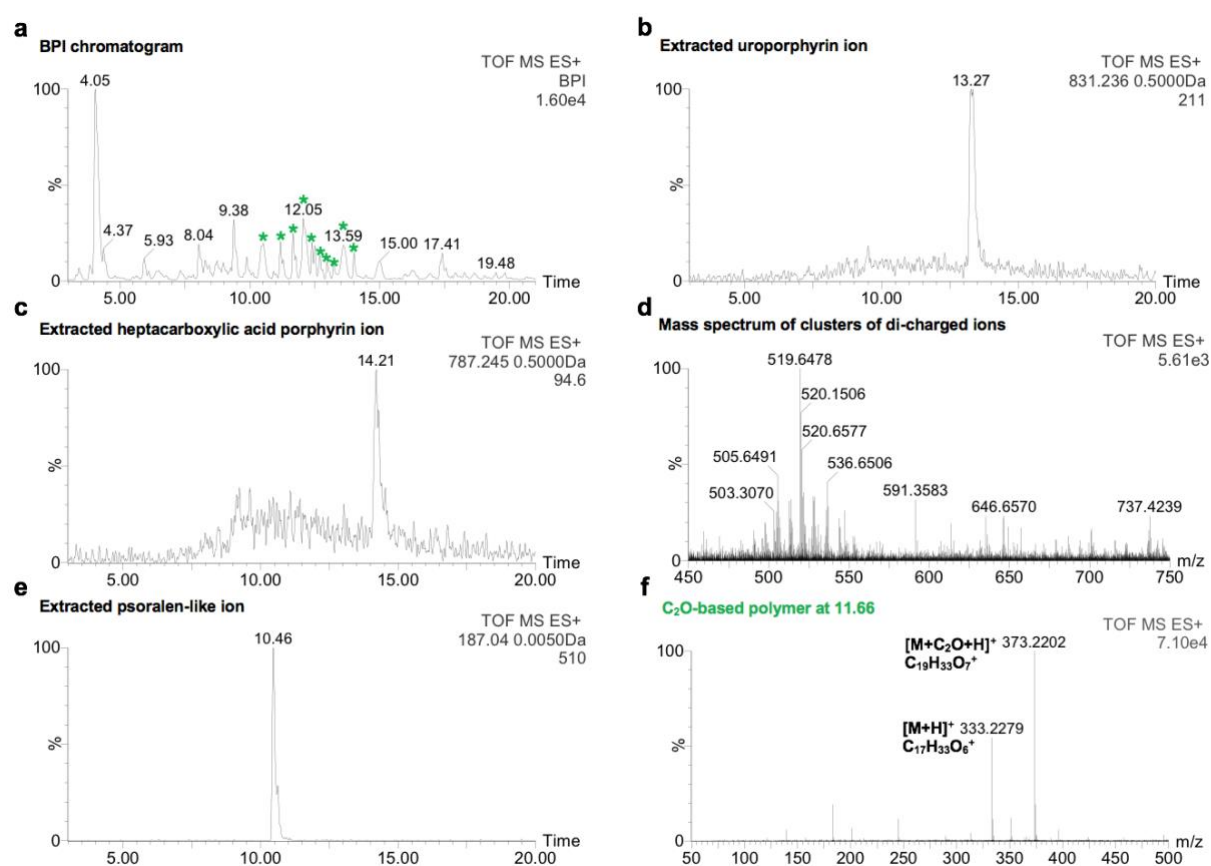 a
BPI chromatogram
TOF MS ES+
BPI
1.60e4
100
%
0
4.05
4.37
5.93
8.04
9.38
12.05
13.59
15.00
17.41
19.48
5.00 10.00 15.00 20.00
Time
b
Extracted uroporphyrin ion
TOF MS ES+
831.236 0.5000Da
211
100
%
0
13.27
5.00 10.00 15.00 20.00
Time
c
Extracted heptacarboxylic acid porphyrin ion
TOF MS ES+
787.245 0.5000Da
94.6
100
%
0
14.21
5.00 10.00 15.00 20.00
Time
d
Mass spectrum of clusters of di-charged ions
TOF MS ES+
5.61e3
100
%
0
519.6478
520.1506
520.6577
505.6491
536.6506
503.3070
591.3583
646.6570
737.4239
450 500 550 600 650 700 750
m/z
e
Extracted psoralen-like ion
TOF MS ES+
187.04 0.0050Da
510
100
%
0
10.46
5.00 10.00 15.00 20.00
Time
f
C₂O-based polymer at 11.66
TOF MS ES+
7.10e4
100
%
0
[M+C₂O+H]⁺ 373.2202
C₁₉H₃₃O₇⁺
[M+H]⁺ 333.2279
C₁₇H₃₃O₆⁺
50 100 150 200 250 300 350 400 450 500
m/z